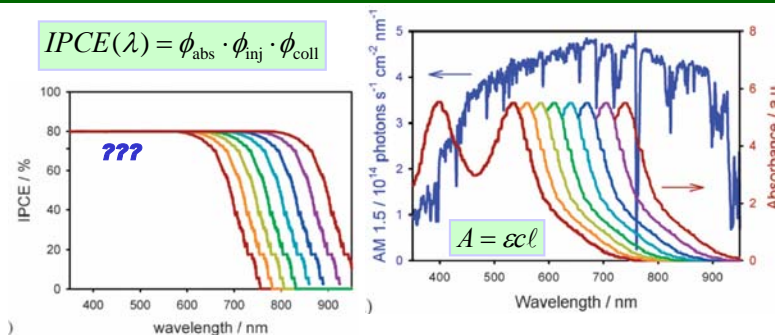 IPCE(λ) = ϕabs · ϕinj · ϕcoll
???
IPCE / %
100
80
60
40
20
0
400 500 600 700 800 900
wavelength / nm
)
AM 1.5 / 10¹⁴ photons s⁻¹ cm⁻² nm⁻¹
5
4
3
2
1
0
A = εcℓ
8
6
4
2
0
Absorbance / a.u.
400 500 600 700 800 900
Wavelength / nm
)